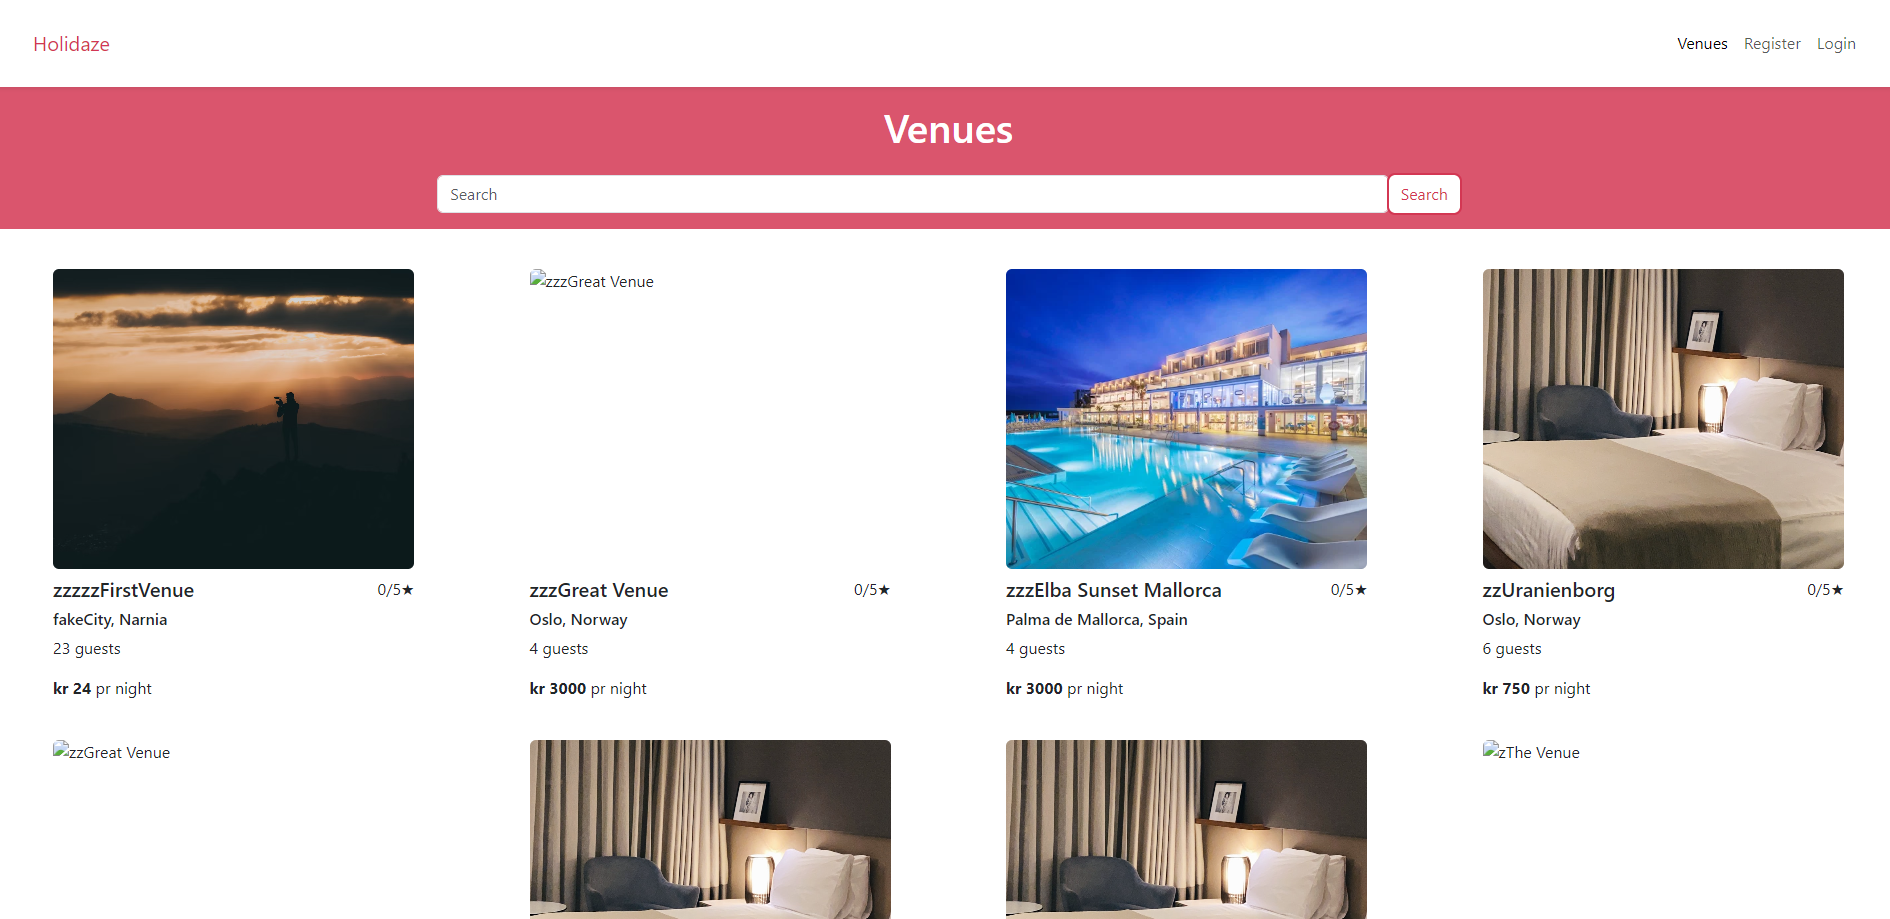 Holidaze
Venues Register Login
Venues
Search Search
zzzGreat Venue
zzzzzFirstVenue 0/5★
fakeCity, Narnia
23 guests
kr 24 pr night
zzzGreat Venue 0/5★
Oslo, Norway
4 guests
kr 3000 pr night
zzzElba Sunset Mallorca 0/5★
Palma de Mallorca, Spain
4 guests
kr 3000 pr night
zzUranienborg 0/5★
Oslo, Norway
6 guests
kr 750 pr night
zzGreat Venue
zThe Venue